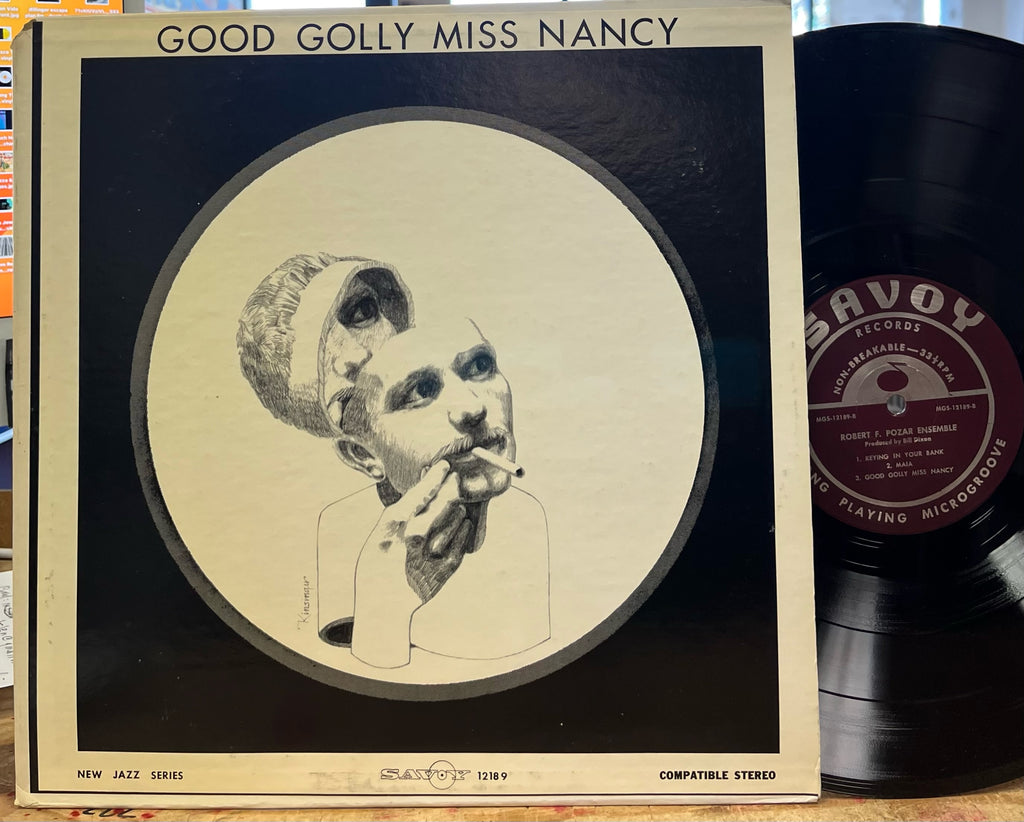 GOOD GOLLY MISS NANCY
"Kinsman"
NEW JAZZ SERIES
SAVOY 12189
COMPATIBLE STEREO
SAVOY
RECORDS
NON-BREAKABLE—33⅓RPM
MGS-12189-B
MGS-12189-B
ROBERT F. POZAR ENSEMBLE
Produced by Bill Dixon
1. KEYING IN YOUR BANK
2. MAIA
3. GOOD GOLLY MISS NANCY
NG PLAYING MICROGROOVE